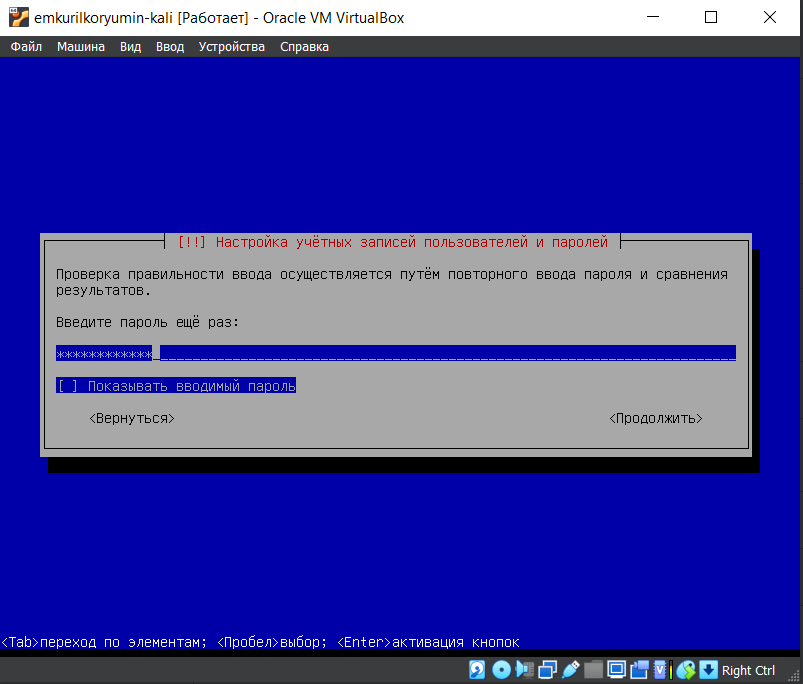 emkurilkoryumin-kali [Работает] - Oracle VM VirtualBox
Файл Машина Вид Ввод Устройства Справка
[!!] Настройка учётных записей пользователей и паролей
Проверка правильности ввода осуществляется путём повторного ввода пароля и сравнения
результатов.
Введите пароль ещё раз:
************
[ ] Показывать вводимый пароль
<Вернуться> <Продолжить>
<Tab>переход по элементам; <Пробел>выбор; <Enter>активация кнопок
Right Ctrl